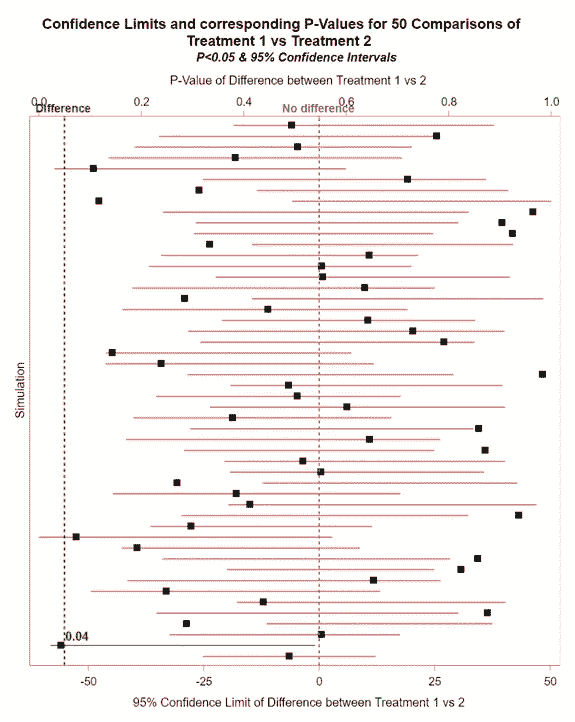 Confidence Limits and corresponding P-Values for 50 Comparisons of
Treatment 1 vs Treatment 2
P<0.05 & 95% Confidence Intervals
P-Value of Difference between Treatment 1 vs 2
0.0 0.2 0.4 0.6 0.8 1.0
Difference No difference
Simulation
0.04
-50 -25 0 25 50
95% Confidence Limit of Difference between Treatment 1 vs 2